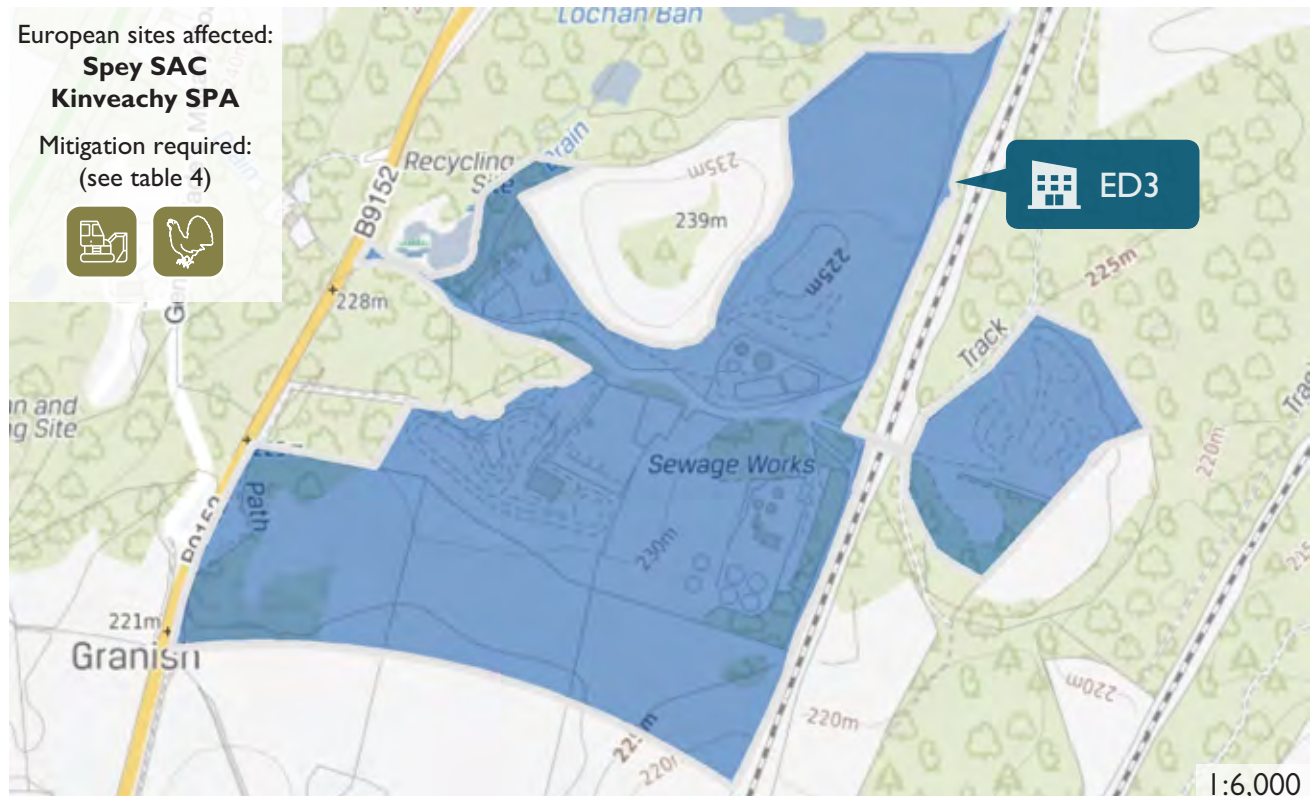 European sites affected:
Spey SAC
Kinveachy SPA
Mitigation required:
(see table 4)
Lochan Ban
Drain
Recycling
Site
B9152
235m
239m
ED3
225m
225m
228m
Track
Sewage Works
Path
230m
220m
B9152
221m
Granish
225m
220m
220m
220m
1:6,000